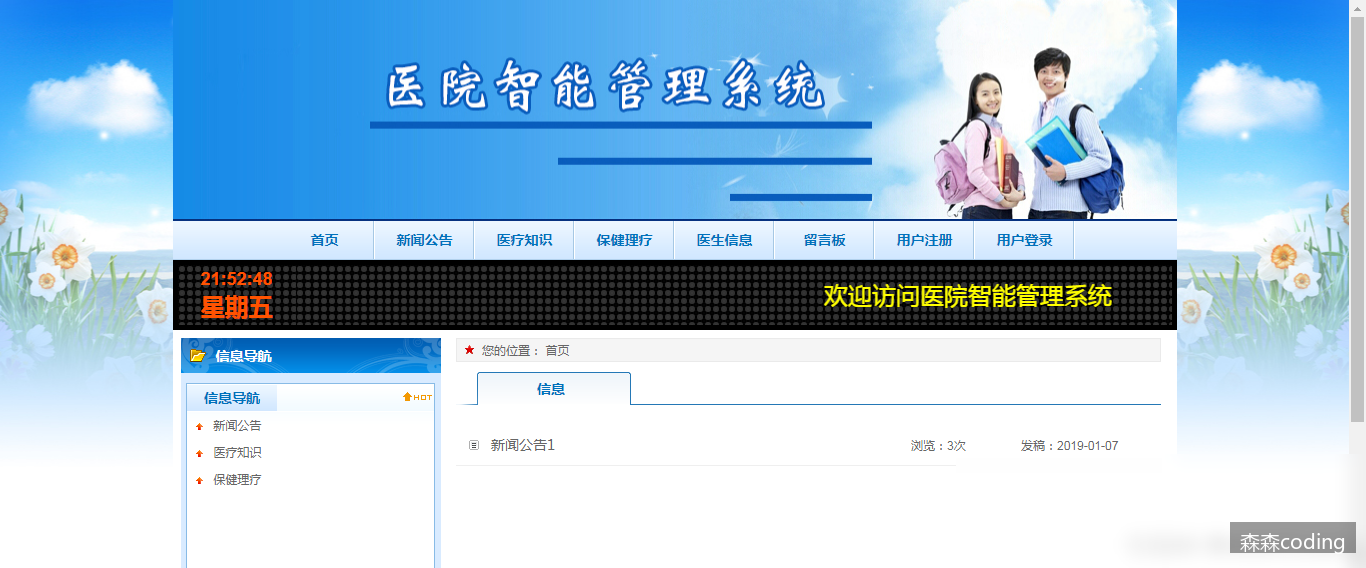 医院智能管理系统
首页 新闻公告 医疗知识 保健理疗 医生信息 留言板 用户注册 用户登录
21:52:48
星期五
欢迎访问医院智能管理系统
信息导航
信息导航 HOT
新闻公告
医疗知识
保健理疗
您的位置： 首页
信息
新闻公告1 浏览：3次 发稿：2019-01-07
森森coding